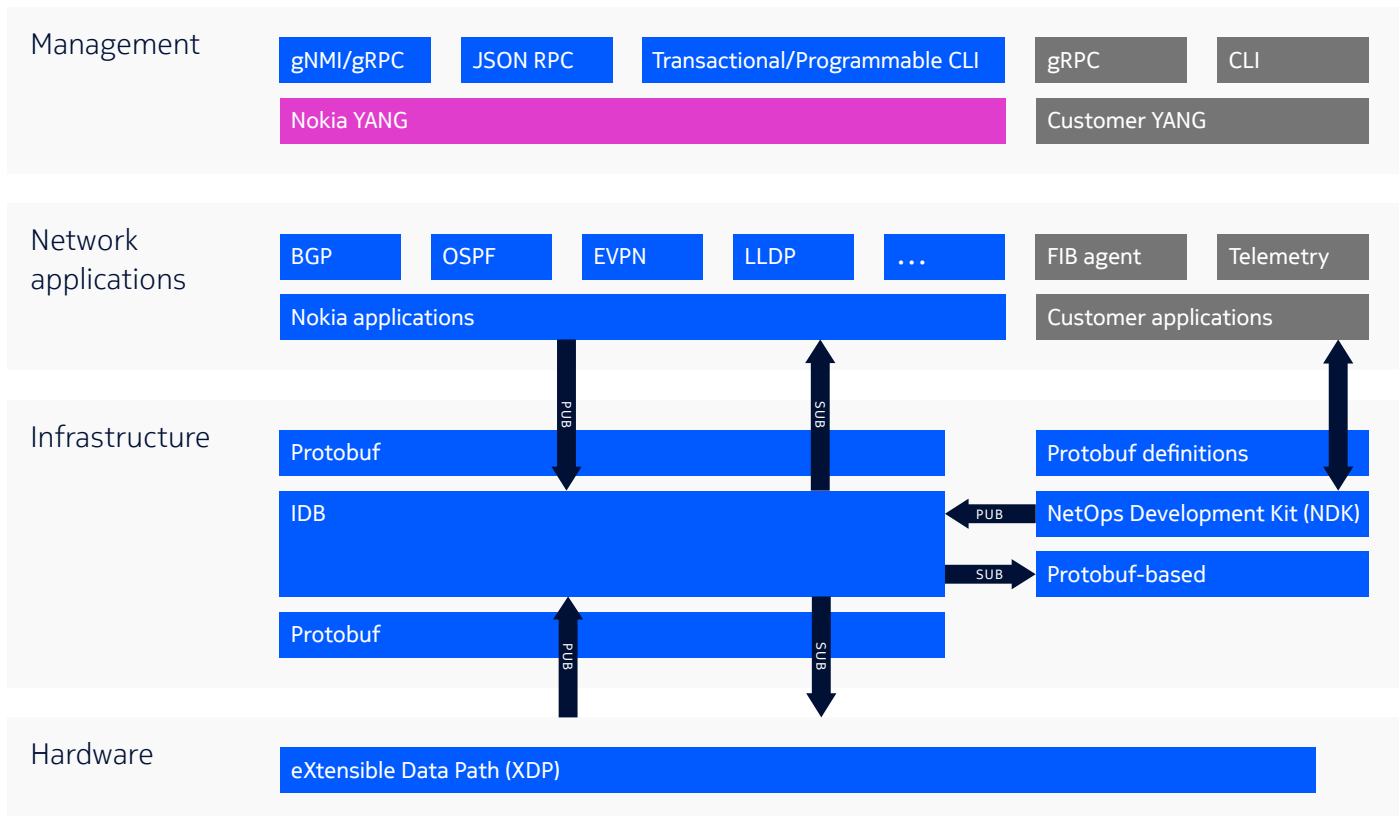 Management
gNMI/gRPC
JSON RPC
Transactional/Programmable CLI
gRPC
CLI
Nokia YANG
Customer YANG
Network
applications
BGP
OSPF
EVPN
LLDP
...
FIB agent
Telemetry
Nokia applications
Customer applications
PUB
SUB
Infrastructure
Protobuf
Protobuf definitions
IDB
PUB
NetOps Development Kit (NDK)
SUB
Protobuf-based
Protobuf
PUB
SUB
Hardware
eXtensible Data Path (XDP)